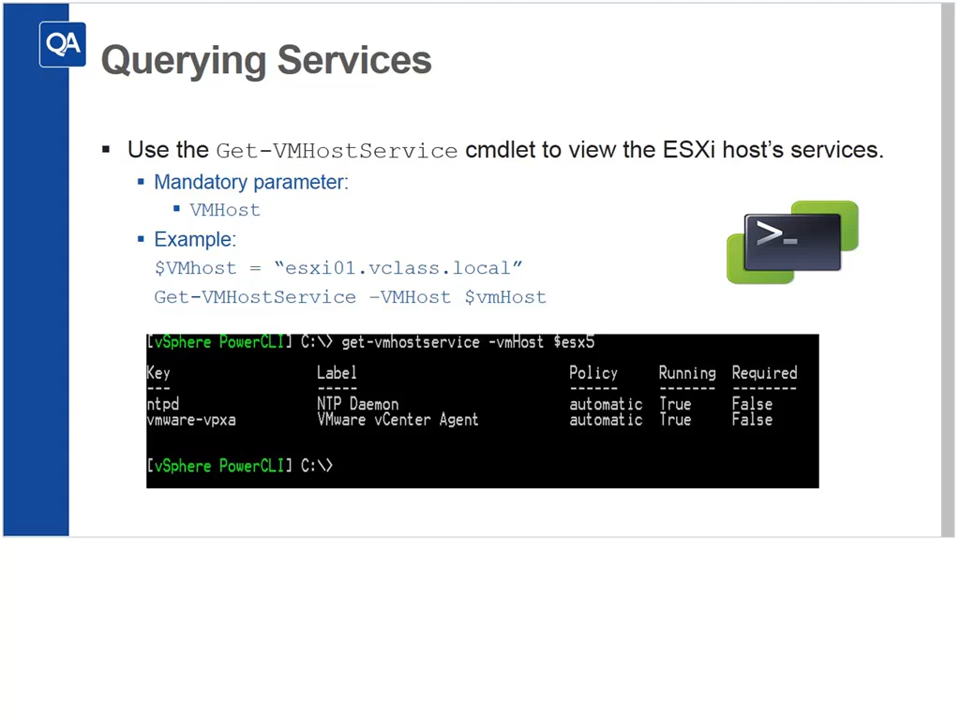 QA
Querying Services
▪ Use the Get-VMHostService cmdlet to view the ESXi host’s services.
▪ Mandatory parameter:
▪ VMHost
▪ Example:
$VMhost = “esxi01.vclass.local”
Get-VMHostService –VMHost $vmHost
>_
[vSphere PowerCLI] C:\> get-vmhostservice -vmHost $esx5
Key Label Policy Running Required
--- ----- ------ ------- --------
ntpd NTP Daemon automatic True False
vmware-vpxa VMware vCenter Agent automatic True False
[vSphere PowerCLI] C:\>